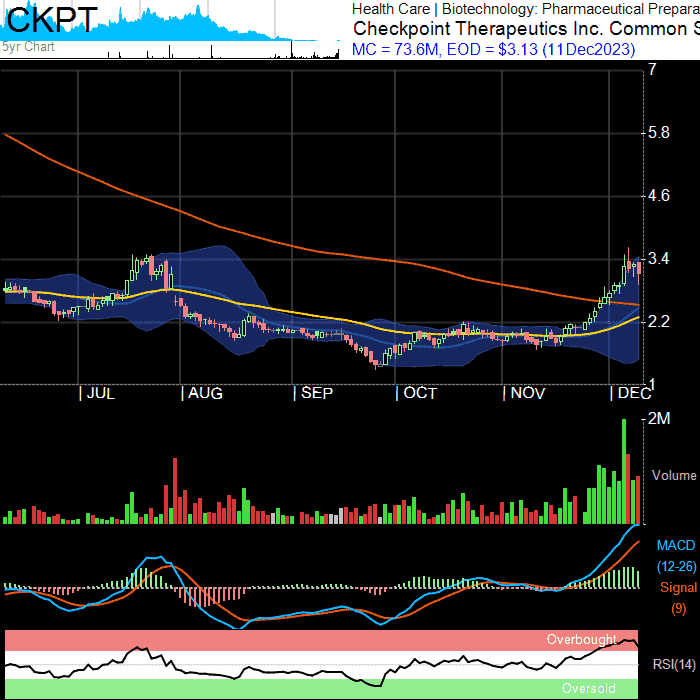 CKPT
5yr Chart
Health Care | Biotechnology: Pharmaceutical Prepara
Checkpoint Therapeutics Inc. Common S
MC = 73.6M, EOD = $3.13 (11Dec2023)
7
5.8
4.6
3.4
2.2
1
| JUL | AUG | SEP | OCT | NOV | DEC
2M
Volume
MACD
(12-26)
Signal
(9)
Overbought
RSI(14)
Oversold